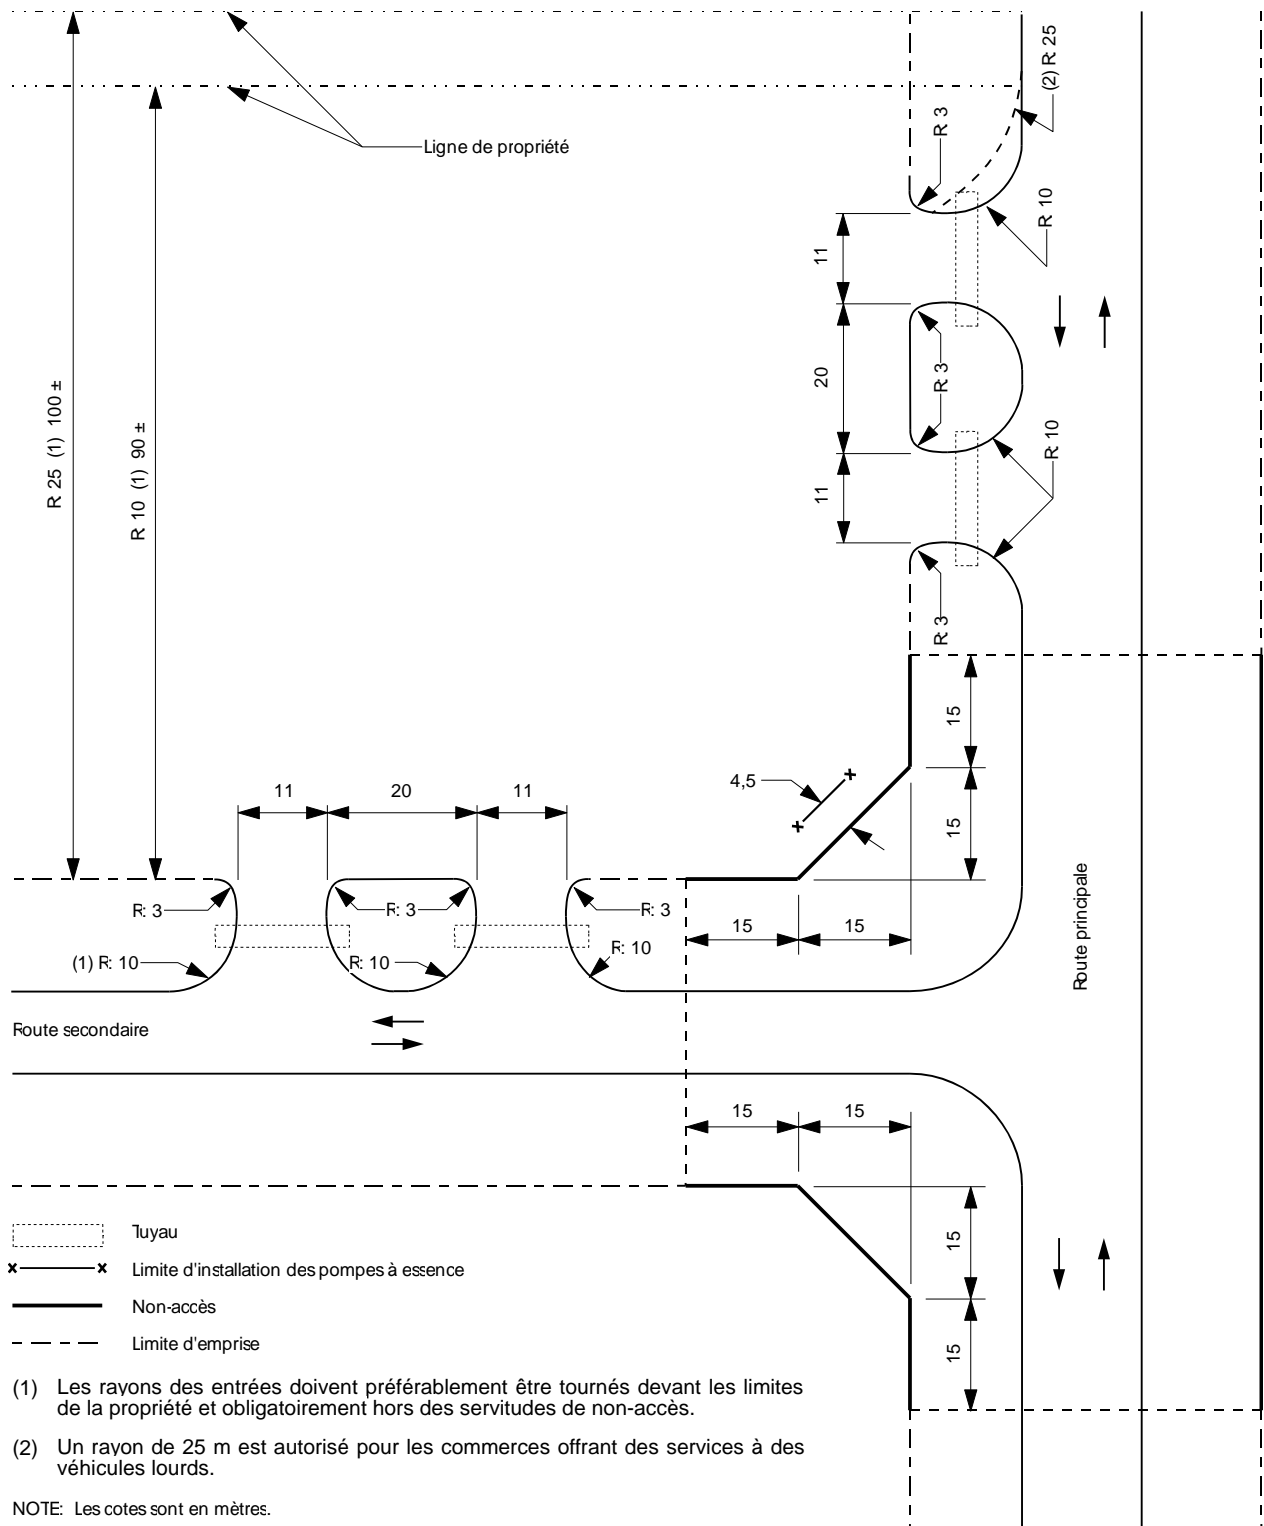 (2) R: 25
R: 3
Ligne de propriété
R: 10
11
20
R: 3
R: 10
11
R: 3
R 25 (1) 100 ±
R 10 (1) 90 ±
15
4,5
15
11
20
11
R: 3
R: 3
R: 3
(1) R: 10
R: 10
R: 10
15
15
Route principale
Route secondaire
15
15
15
15
Tuyau
Limite d'installation des pompes à essence
Non-accès
Limite d'emprise
(1) Les rayons des entrées doivent préférablement être tournés devant les limites
de la propriété et obligatoirement hors des servitudes de non-accès.
(2) Un rayon de 25 m est autorisé pour les commerces offrant des services à des
véhicules lourds.
NOTE: Les cotes sont en mètres.